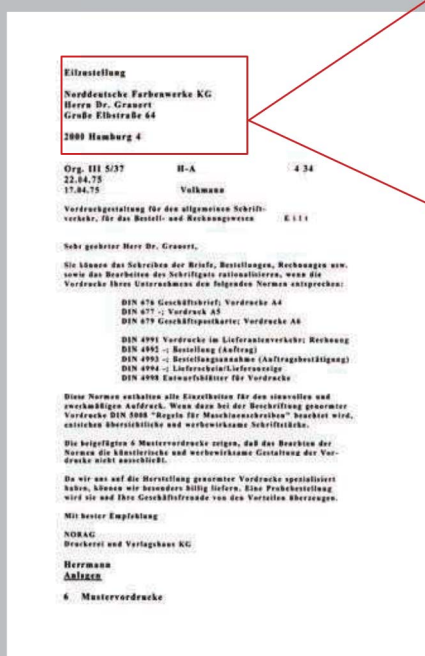 Eilzustellung
Norddeutsche Farbenwerke KG
Herrn Dr. Grauert
Große Elbstraße 64
2000 Hamburg 4
Org. III 5/37 H-A 4 34
22.04.75
17.04.75 Volkmann
Vordruckgestaltung für den allgemeinen Schrift-
verkehr, für das Bestell- und Rechnungswesen Eilt
Sehr geehrter Herr Dr. Grauert,
Sie können das Schreiben der Briefe, Bestellungen, Rechnungen usw.
sowie das Bearbeiten des Schriftguts rationalisieren, wenn die
Vordrucke Ihres Unternehmens den folgenden Normen entsprechen:
DIN 676 Geschäftsbrief; Vordrucke A4
DIN 677 -; Vordruck A5
DIN 679 Geschäftspostkarte; Vordrucke A6
DIN 4991 Vordrucke im Lieferantenverkehr; Rechnung
DIN 4992 -; Bestellung (Auftrag)
DIN 4993 -; Bestellungsannahme (Auftragsbestätigung)
DIN 4994 -; Lieferschein/Lieferanzeige
DIN 4998 Entwurfsblätter für Vordrucke
Diese Normen enthalten alle Einzelheiten für den sinnvollen und
zweckmäßigen Aufdruck. Wenn dazu bei der Beschriftung genormter
Vordrucke DIN 5008 "Regeln für Maschinenschreiben" beachtet wird,
entstehen übersichtliche und werbewirksame Schriftstücke.
Die beigefügten 6 Mustervordrucke zeigen, daß das Beachten der
Normen die künstlerische und werbewirksame Gestaltung der Vor-
drucke nicht ausschließt.
Da wir uns auf die Herstellung genormter Vordrucke spezialisiert
haben, können wir besonders billig liefern. Eine Probebestellung
wird sie und Ihre Geschäftsfreunde von den Vorteilen überzeugen.
Mit bester Empfehlung
NORAG
Druckerei und Verlagshaus KG
Herrmann
Anlagen
6 Mustervordrucke